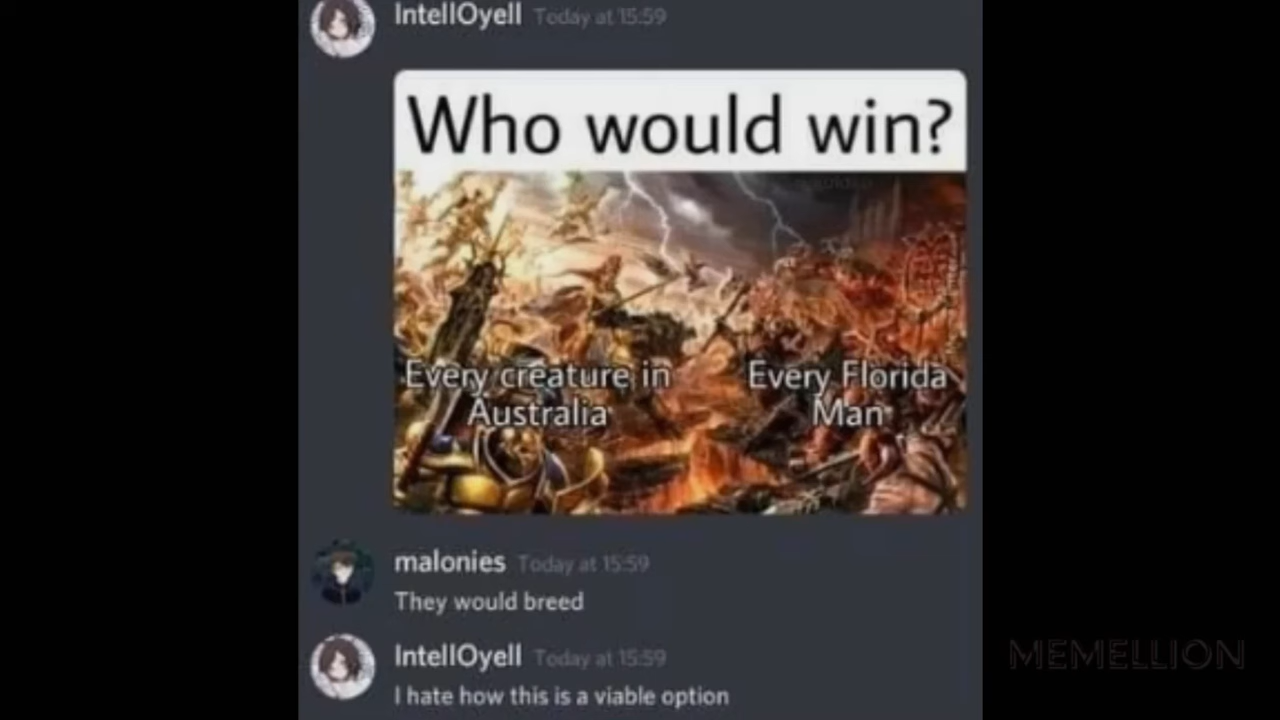 IntellOyell Today at 15:59
Who would win?
Every creature in
Australia
Every Florida
Man
malonies Today at 15:59
They would breed
IntellOyell Today at 15:59
I hate how this is a viable option
MEMELLION